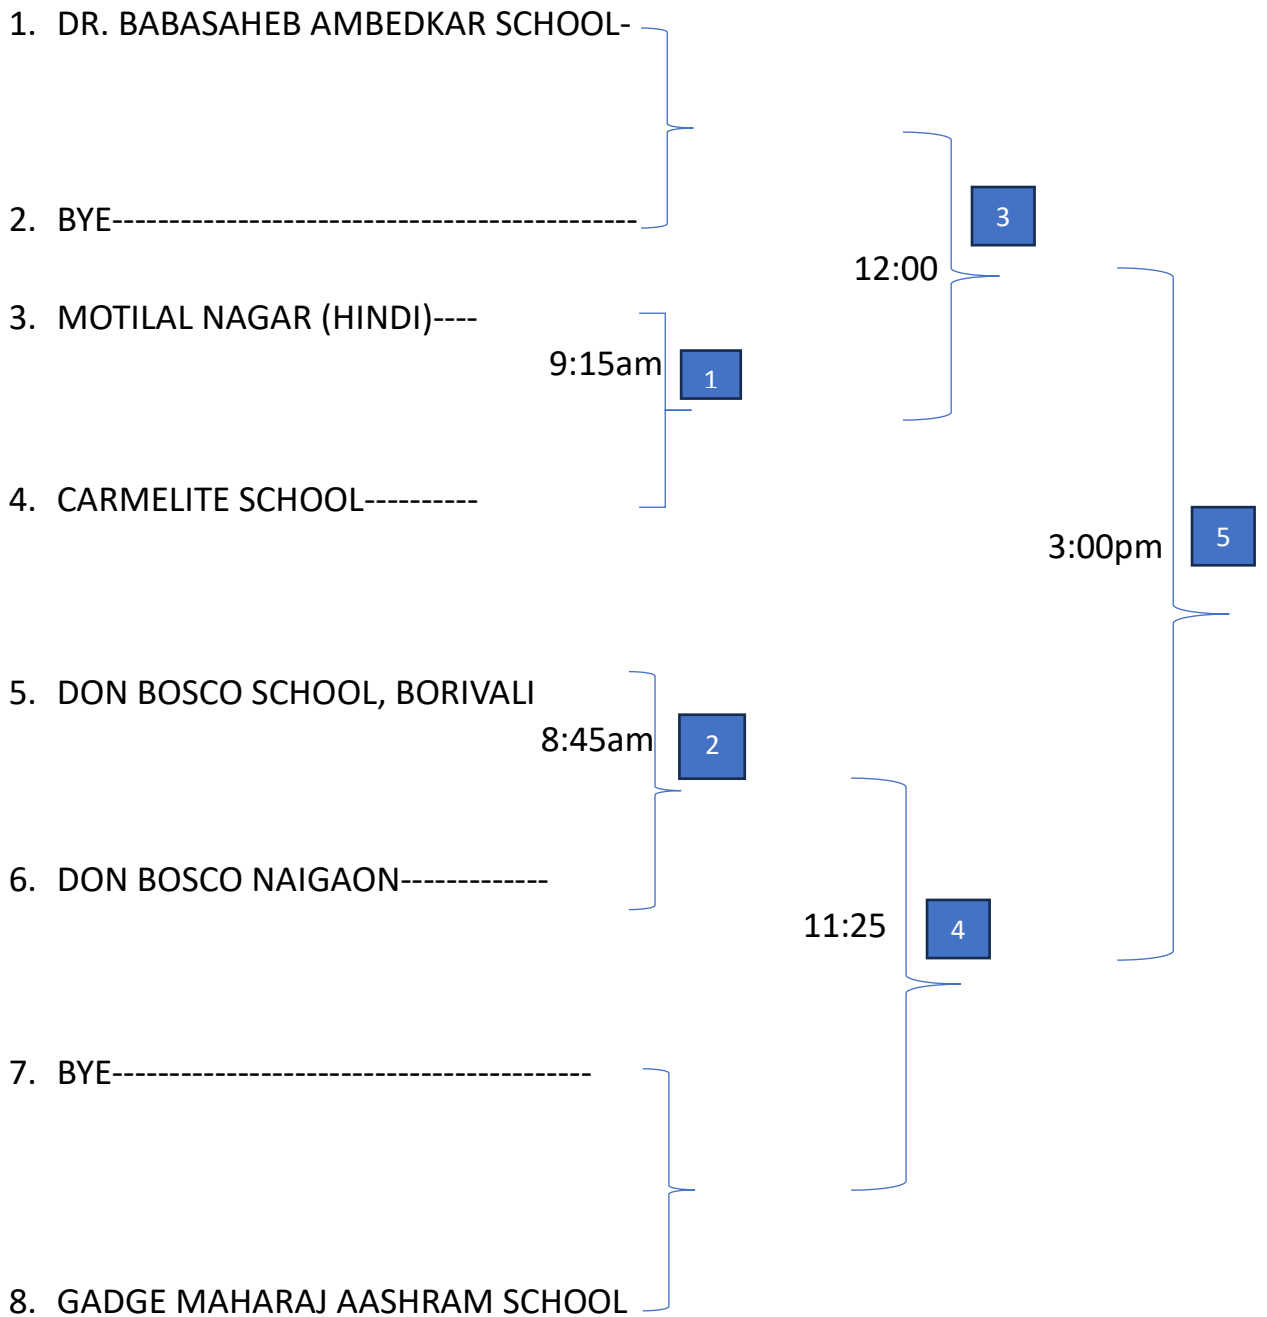 1. DR. BABASAHEB AMBEDKAR SCHOOL-
2. BYE----------------------------------------------
3
12:00
3. MOTILAL NAGAR (HINDI)----
9:15am
1
4. CARMELITE SCHOOL----------
5
3:00pm
5. DON BOSCO SCHOOL, BORIVALI
8:45am
2
6. DON BOSCO NAIGAON-------------
11:25
4
7. BYE------------------------------------------
8. GADGE MAHARAJ AASHRAM SCHOOL